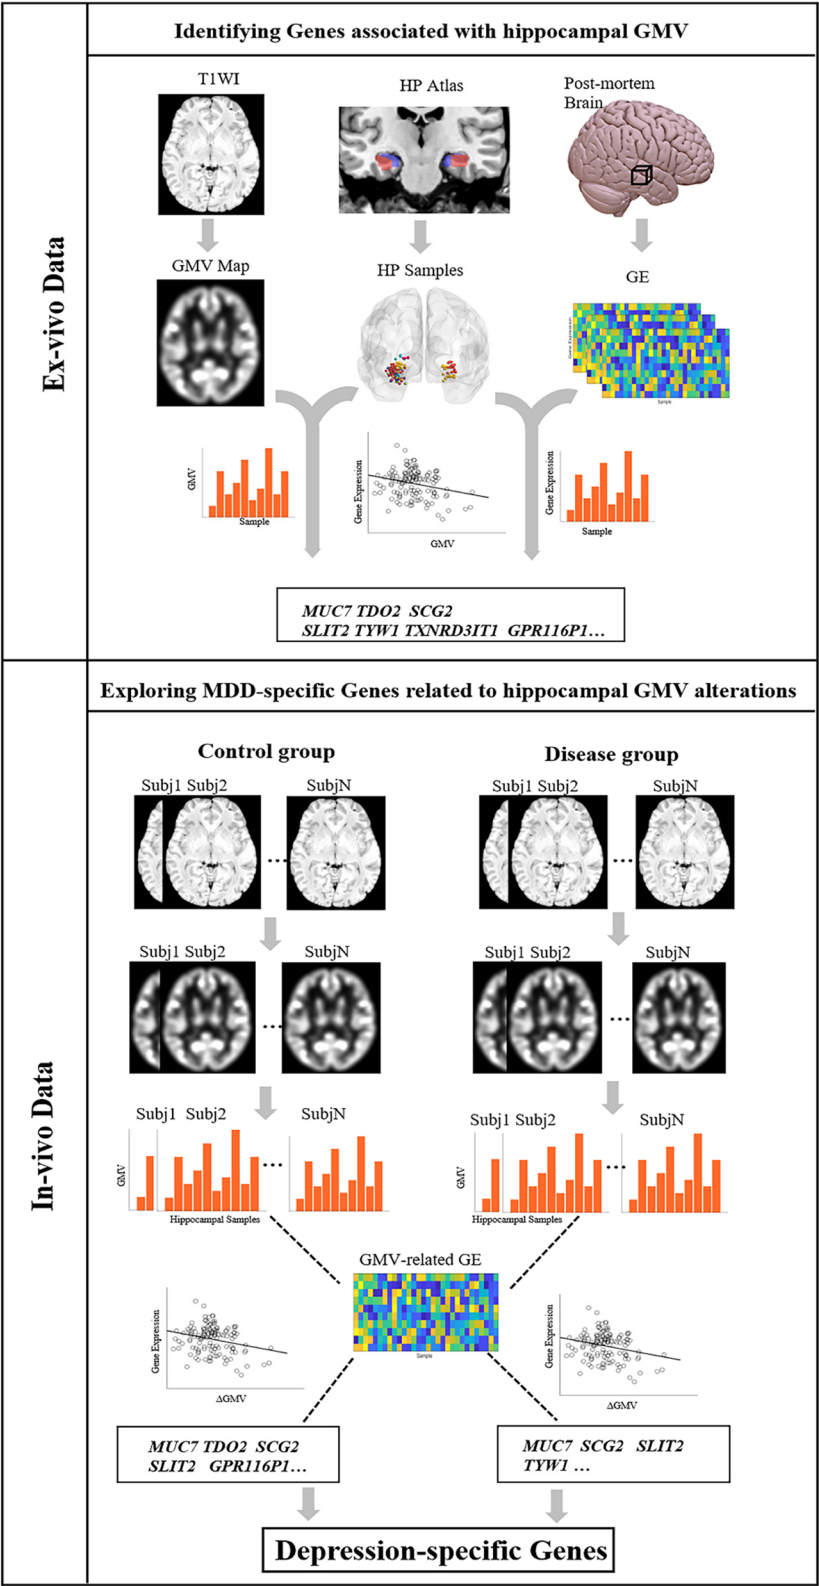 Identifying Genes associated with hippocampal GMV
Ex-vivo Data
T1WI
HP Atlas
Post-mortem
Brain
GMV Map
HP Samples
GE
Gene Expression
Sample
GMV
Sample
Gene Expression
GMV
Gene Expression
Sample
MUC7 TDO2 SCG2
SLIT2 TYW1 TXNRD3IT1 GPR116P1...
Exploring MDD-specific Genes related to hippocampal GMV alterations
In-vivo Data
Control group
Disease group
Subj1 Subj2
SubjN
Subj1 Subj2
SubjN
...
...
Subj1 Subj2
SubjN
Subj1 Subj2
SubjN
...
...
Subj1 Subj2
SubjN
Subj1 Subj2
SubjN
GMV
...
GMV
...
Hippocampal Samples
Hippocampal Samples
GMV-related GE
Sample
Gene Expression
ΔGMV
Gene Expression
ΔGMV
MUC7 TDO2 SCG2
SLIT2 GPR116P1...
MUC7 SCG2 SLIT2
TYW1 ...
Depression-specific Genes